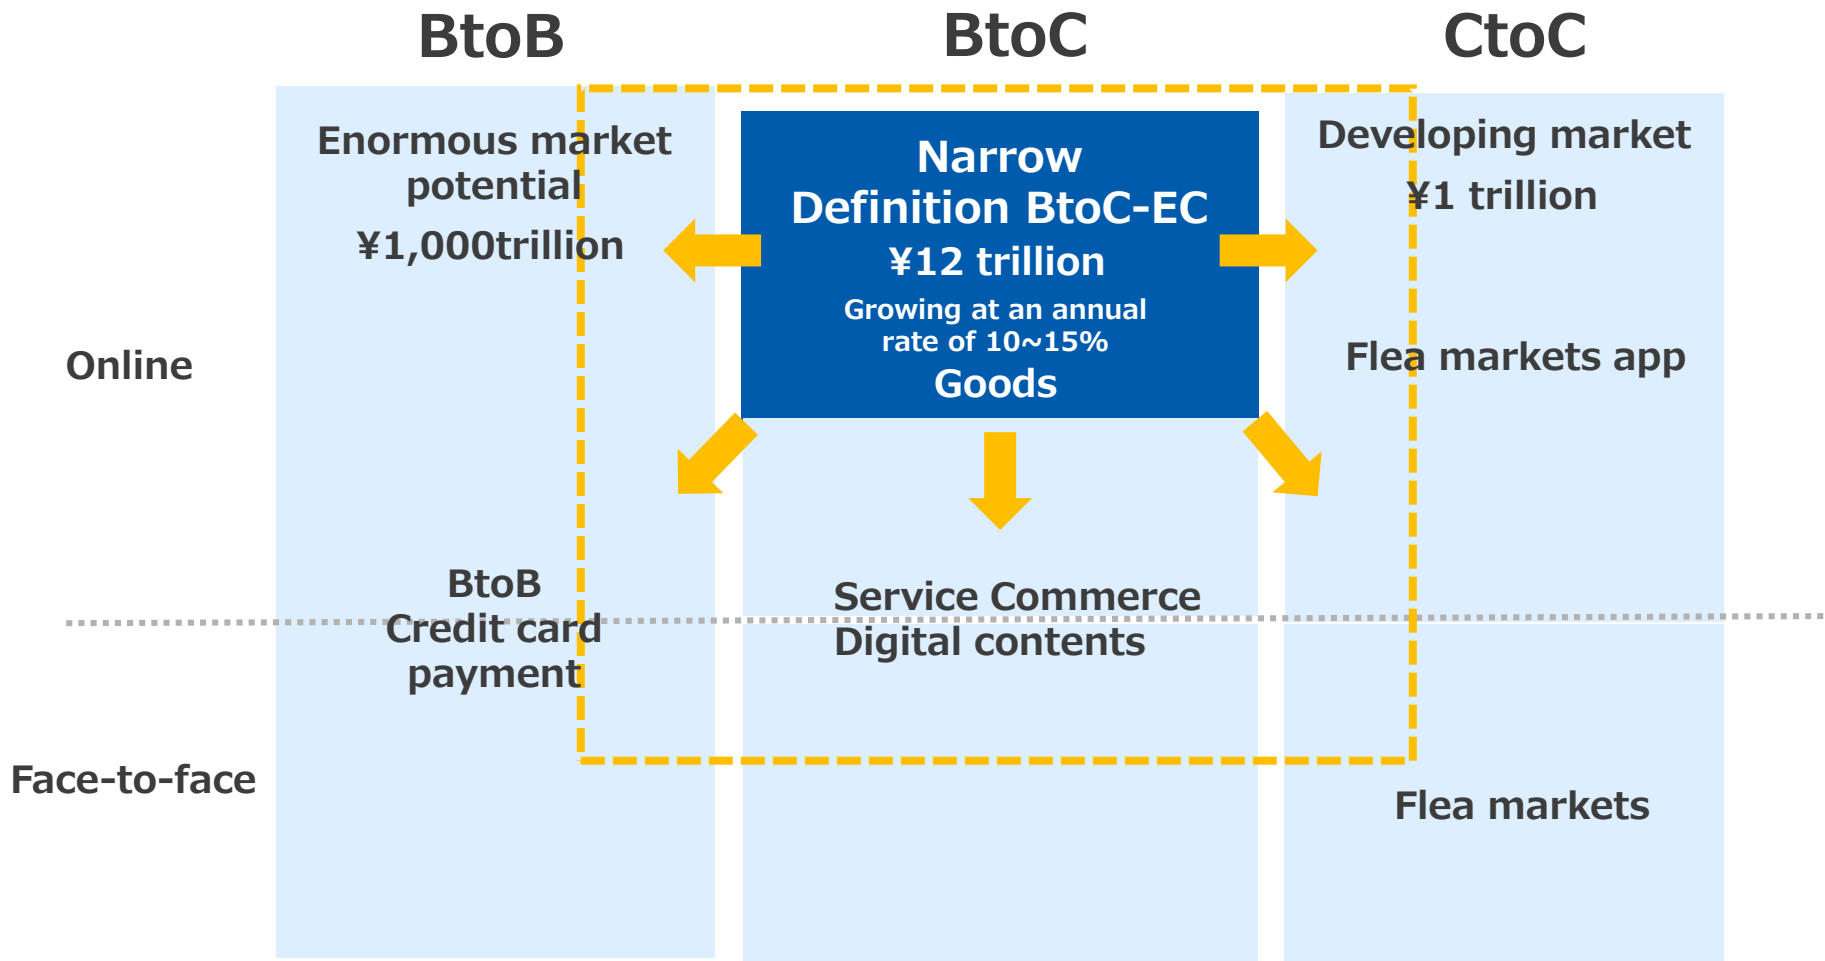 BtoB
BtoC
CtoC
Enormous market
potential
¥1,000trillion
Narrow
Definition BtoC-EC
¥12 trillion
Growing at an annual
rate of 10~15%
Goods
Developing market
¥1 trillion
Online
Flea markets app
BtoB
Credit card
payment
Service Commerce
Digital contents
Face-to-face
Flea markets